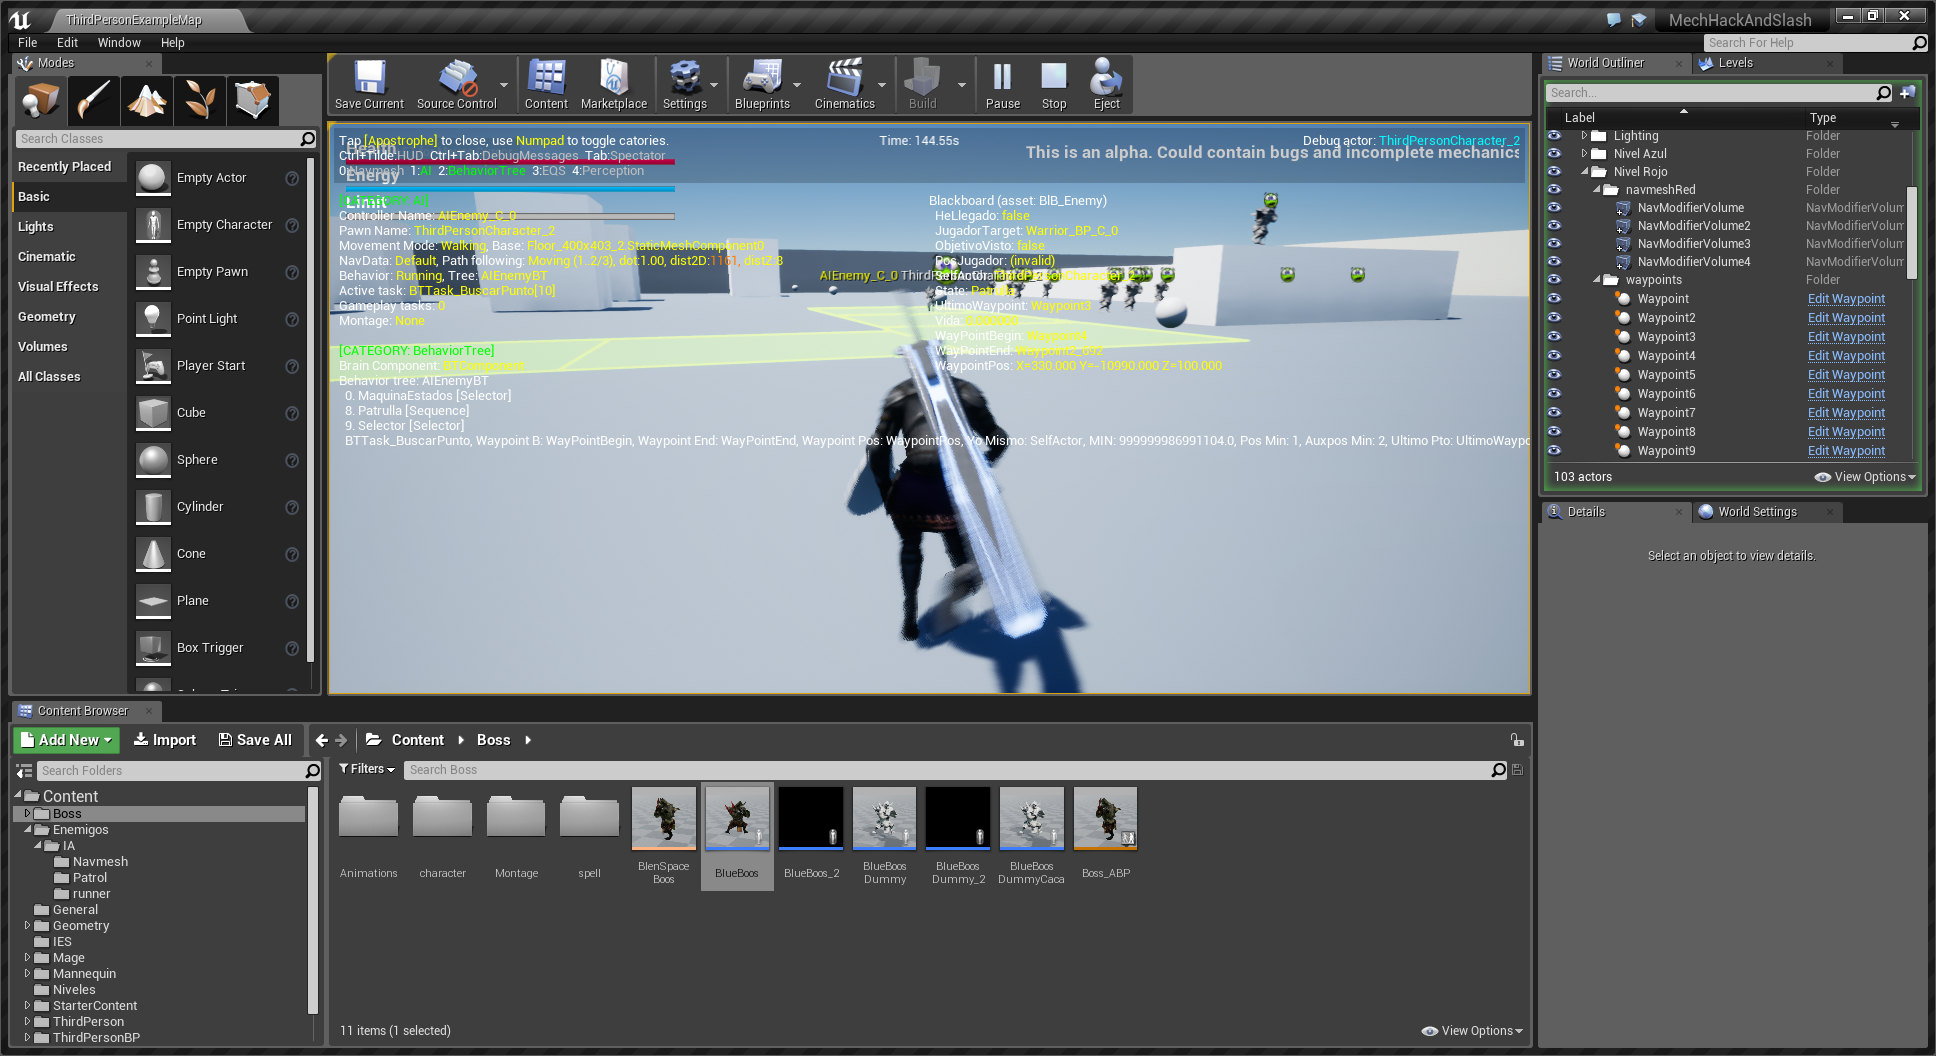 ThirdPersonExampleMap
MechHackAndSlash
File Edit Window Help
Search For Help
Modes
Search Classes
Recently Placed
Basic
Lights
Cinematic
Visual Effects
Geometry
Volumes
All Classes
Empty Actor
Empty Character
Empty Pawn
Point Light
Player Start
Cube
Sphere
Cylinder
Cone
Plane
Box Trigger
Save Current
Source Control
Content
Marketplace
Settings
Blueprints
Cinematics
Build
Pause
Stop
Eject
Tap [Apostrophe] to close, use Numpad to toggle catories.
Time: 144.55s
Debug actor: ThirdPersonCharacter_2
Ctrl+Tilde:HUD Ctrl+Tab:DebugMessages Tab:Spectator
This is an alpha. Could contain bugs and incomplete mechanics
Health
0:Navmesh 1:AI 2:BehaviorTree 3:EQS 4:Perception
Energy
Limit
[CATEGORY: AI]
Controller Name: AIEnemy_C_0
Pawn Name: ThirdPersonCharacter_2
Movement Mode: Walking, Base: Floor_400x403_2.StaticMeshComponent0
NavData: Default, Path following: Moving (1..2/3), dot:1.00, dist2D:1161, distZ:3
Behavior: Running, Tree: AIEnemyBT
Active task: BTTask_BuscarPunto[10]
Gameplay tasks: 0
Montage: None
[CATEGORY: BehaviorTree]
Brain Component:
Behavior tree: AIEnemyBT
0. MaquinaEstados [Selector]
8. Patrulla [Sequence]
9. Selector [Selector]
BTTask_BuscarPunto, Waypoint B: WayPointBegin, Waypoint End: WayPointEnd, Waypoint Pos: WaypointPos, Yo Mismo: SelfActor, MIN: 999999986991104.0, Pos Min: 1, Auxpos Min: 2, Ultimo Pto: UltimoWaypo
Blackboard (asset: BlB_Enemy)
HeLlegado: false
JugadorTarget: Warrior_BP_C_0
ObjetivoVisto: false
PosJugador: (invalid)
AIEnemy_C_0
SelfActor: ThirdPersonCharacter_2
State: Patrulla
UltimoWaypoint: Waypoint3
Vida: 0.000000
WayPointBegin: Waypoint4
WayPointEnd: Waypoint2_692
WaypointPos: X=330.000 Y=-10990.000 Z=100.000
World Outliner
Levels
Search...
Label Type
Lighting Folder
Nivel Azul Folder
Nivel Rojo Folder
navmeshRed Folder
NavModifierVolume NavModifierVolum
NavModifierVolume2 NavModifierVolum
NavModifierVolume3 NavModifierVolum
NavModifierVolume4 NavModifierVolum
waypoints Folder
Waypoint Edit Waypoint
Waypoint2 Edit Waypoint
Waypoint3 Edit Waypoint
Waypoint4 Edit Waypoint
Waypoint5 Edit Waypoint
Waypoint6 Edit Waypoint
Waypoint7 Edit Waypoint
Waypoint8 Edit Waypoint
Waypoint9 Edit Waypoint
103 actors
View Options
Details
World Settings
Select an object to view details.
Content Browser
Add New Import Save All Content Boss
Search Folders
Filters
Search Boss
Content
Boss
Enemigos
IA
Navmesh
Patrol
runner
General
Geometry
IES
Mage
Mannequin
Niveles
StarterContent
ThirdPerson
ThirdPersonBP
Animations
character
Montage
spell
BlenSpace
Boos
BlueBoos
BlueBoos_2
BlueBoos
Dummy
BlueBoos
Dummy_2
BlueBoos
DummyCaca
Boss_ABP
11 items (1 selected)
View Options